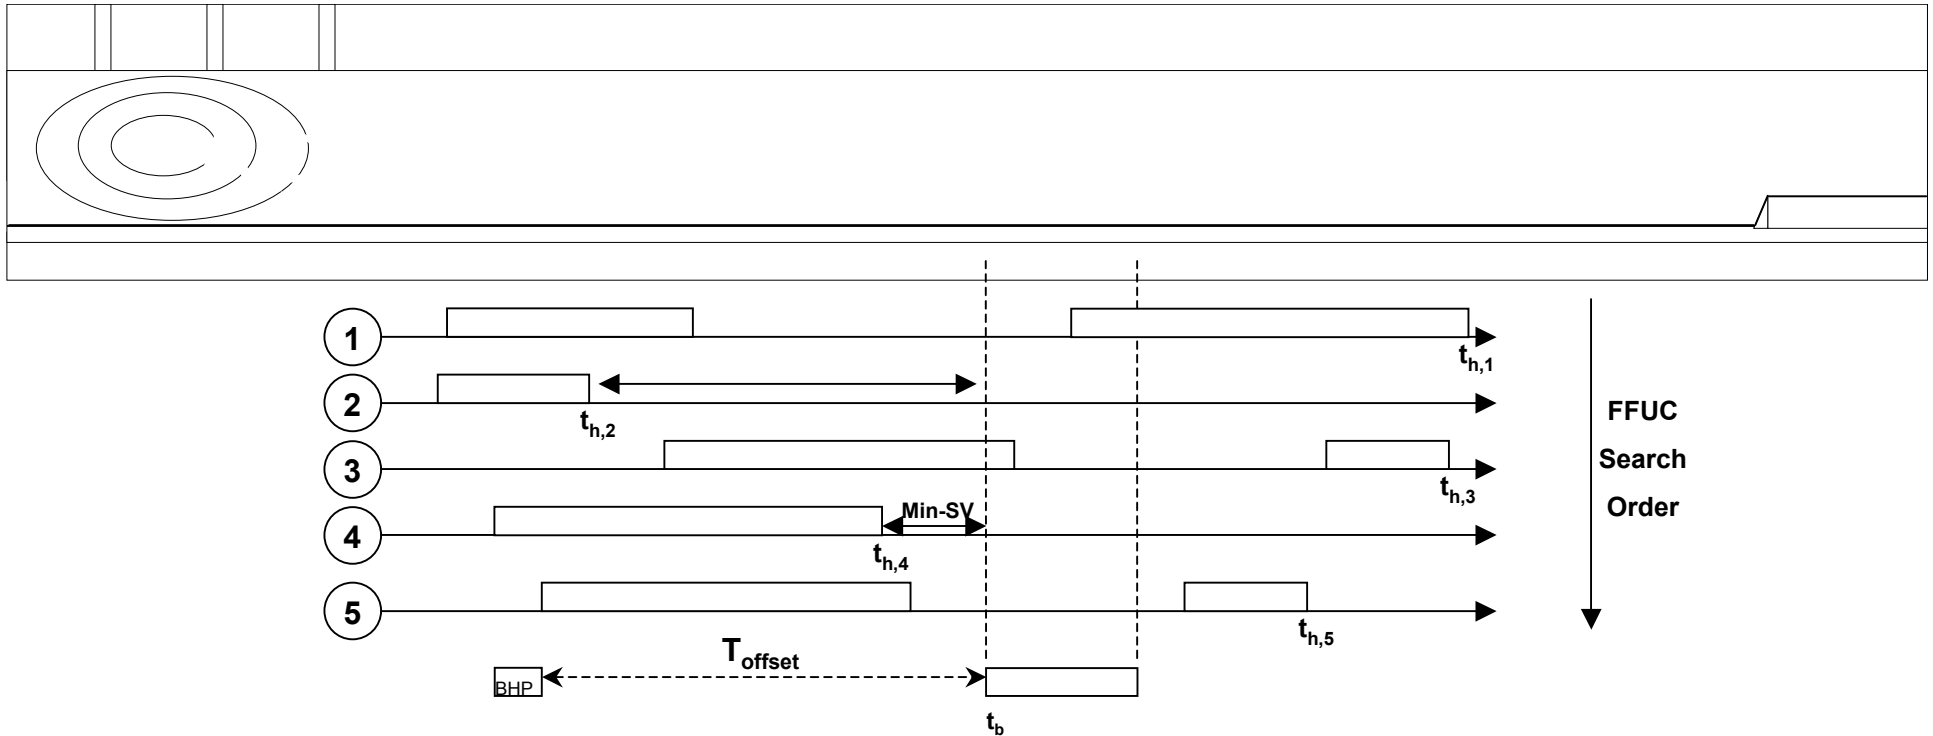 1
t_h,1
2
t_h,2
FFUC
Search
Order
3
t_h,3
Min-SV
4
t_h,4
5
t_h,5
T_offset
BHP
t_b